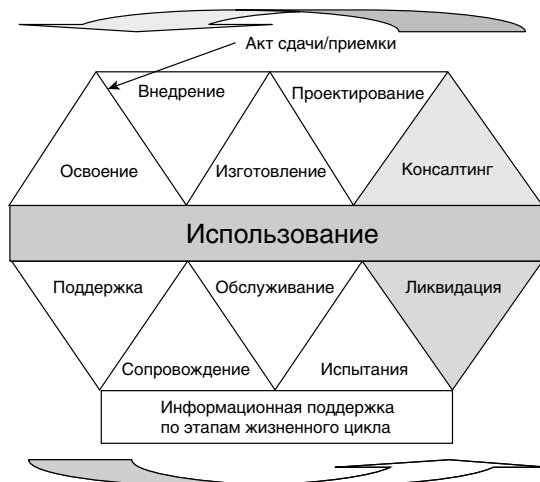 Акт сдачи/приемки
Внедрение
Проектирование
Освоение
Изготовление
Консалтинг
Использование
Поддержка
Обслуживание
Ликвидация
Сопровождение
Испытания
Информационная поддержка
по этапам жизненного цикла